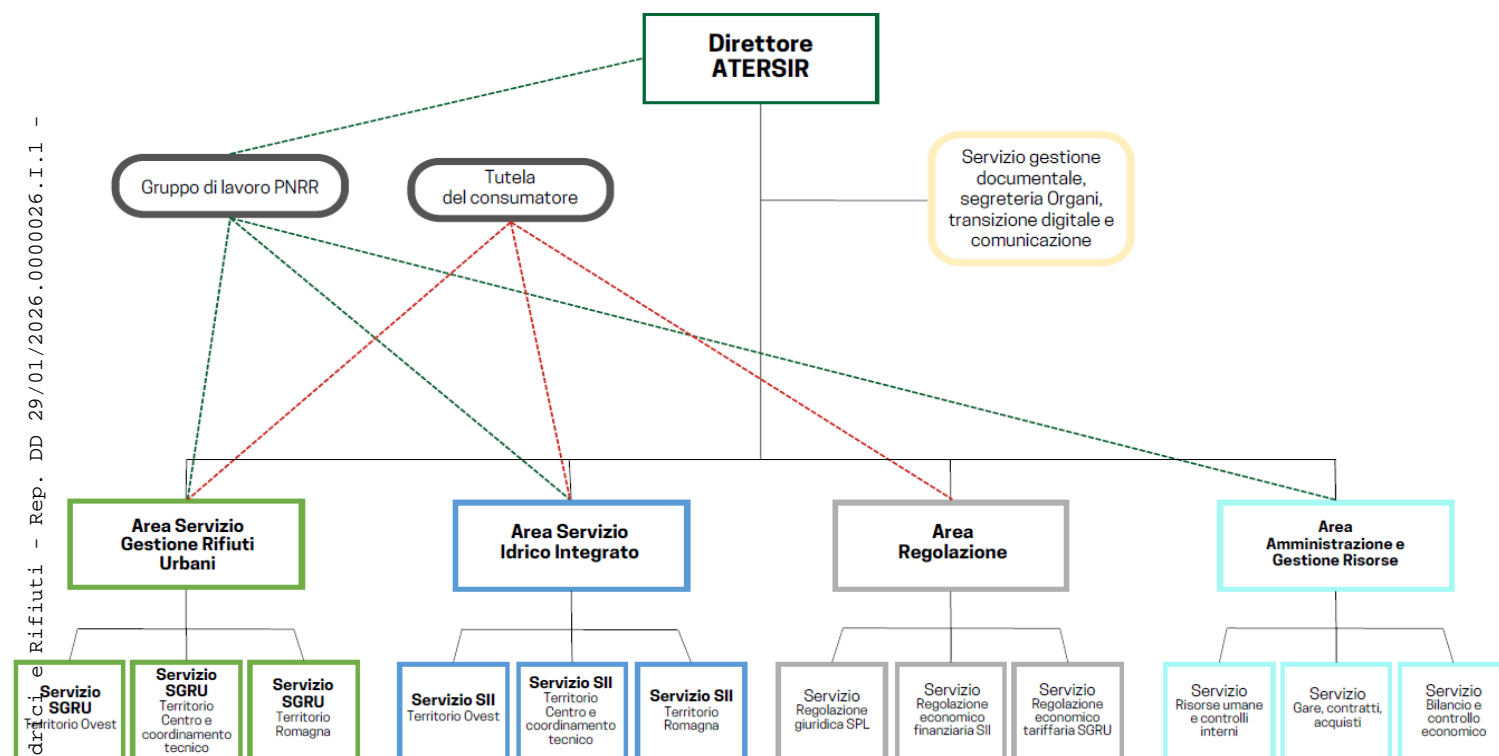 Direttore
ATERSIR
Gruppo di lavoro PNRR
Tutela
del consumatore
Servizio gestione
documentale,
segreteria Organi,
transizione digitale e
comunicazione
Area Servizio
Gestione Rifiuti
Urbani
Area Servizio
Idrico Integrato
Area
Regolazione
Area
Amministrazione e
Gestione Risorse
Servizio
SGRU
Territorio Ovest
Servizio
SGRU
Territorio
Centro e
coordinamento
tecnico
Servizio
SGRU
Territorio
Romagna
Servizio SII
Territorio Ovest
Servizio SII
Territorio
Centro e
coordinamento
tecnico
Servizio SII
Territorio
Romagna
Servizio
Regolazione
giuridica SPL
Servizio
Regolazione
economico
finanziaria SII
Servizio
Regolazione
economico
tariffaria SGRU
Servizio
Risorse umane
e controlli
interni
Servizio
Gare, contratti,
acquisti
Servizio
Bilancio e
controllo
economico
drici e Rifiuti - Rep. DD 29/01/2026.0000026.I.1 -